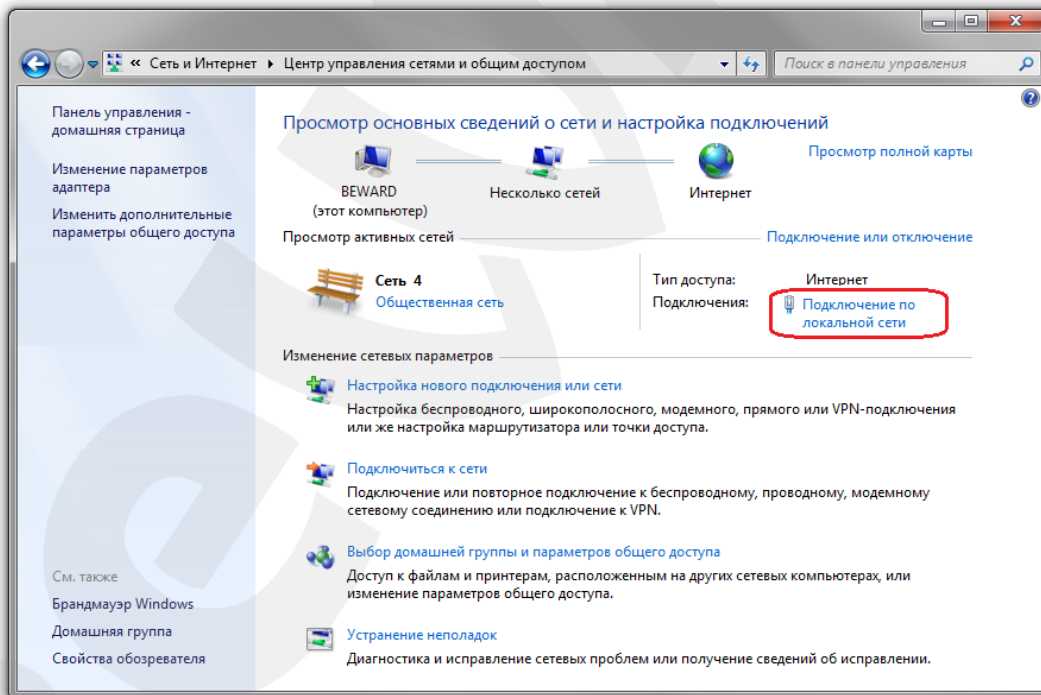 « Сеть и Интернет ▸ Центр управления сетями и общим доступом
Поиск в панели управления
Панель управления -
домашняя страница
Изменение параметров
адаптера
Изменить дополнительные
параметры общего доступа
См. также
Брандмауэр Windows
Домашняя группа
Свойства обозревателя
Просмотр основных сведений о сети и настройка подключений
Просмотр полной карты
BEWARD
(этот компьютер)
Несколько сетей
Интернет
Просмотр активных сетей
Подключение или отключение
Сеть 4
Общественная сеть
Тип доступа: Интернет
Подключения: Подключение по
локальной сети
Изменение сетевых параметров
Настройка нового подключения или сети
Настройка беспроводного, широкополосного, модемного, прямого или VPN-подключения
или же настройка маршрутизатора или точки доступа.
Подключиться к сети
Подключение или повторное подключение к беспроводному, проводному, модемному
сетевому соединению или подключение к VPN.
Выбор домашней группы и параметров общего доступа
Доступ к файлам и принтерам, расположенным на других сетевых компьютерах, или
изменение параметров общего доступа.
Устранение неполадок
Диагностика и исправление сетевых проблем или получение сведений об исправлении.